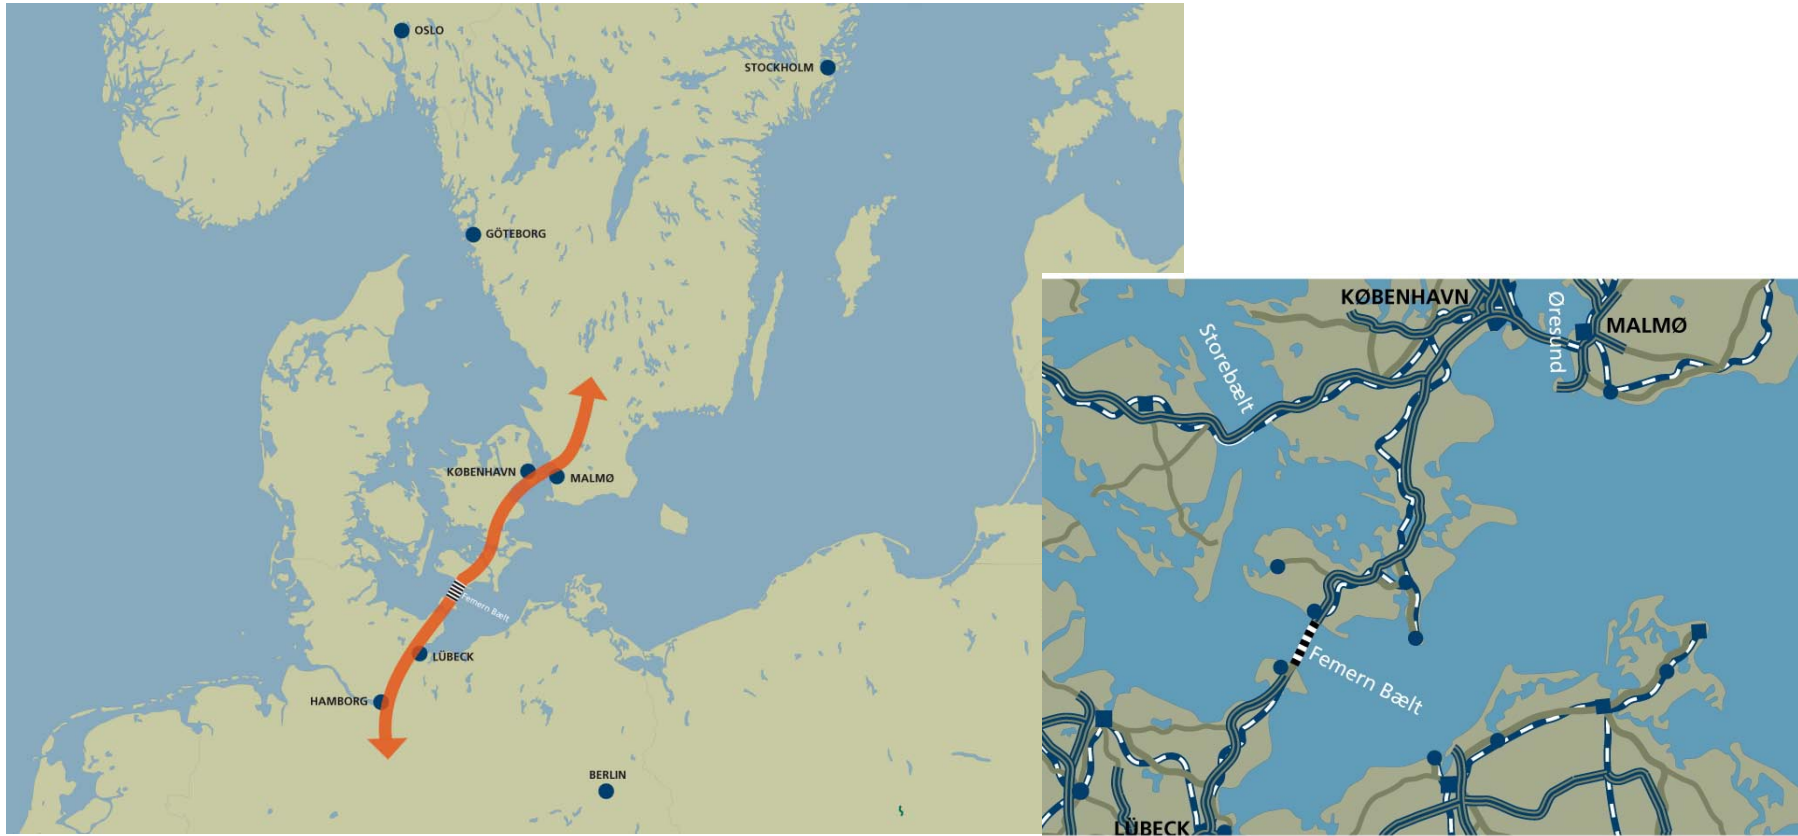 OSLO
STOCKHOLM
GÖTEBORG
KØBENHAVN
MALMØ
Femern Bælt
LÜBECK
HAMBORG
BERLIN
KØBENHAVN
Øresund
MALMØ
Storebælt
Femern Bælt
LÜBECK